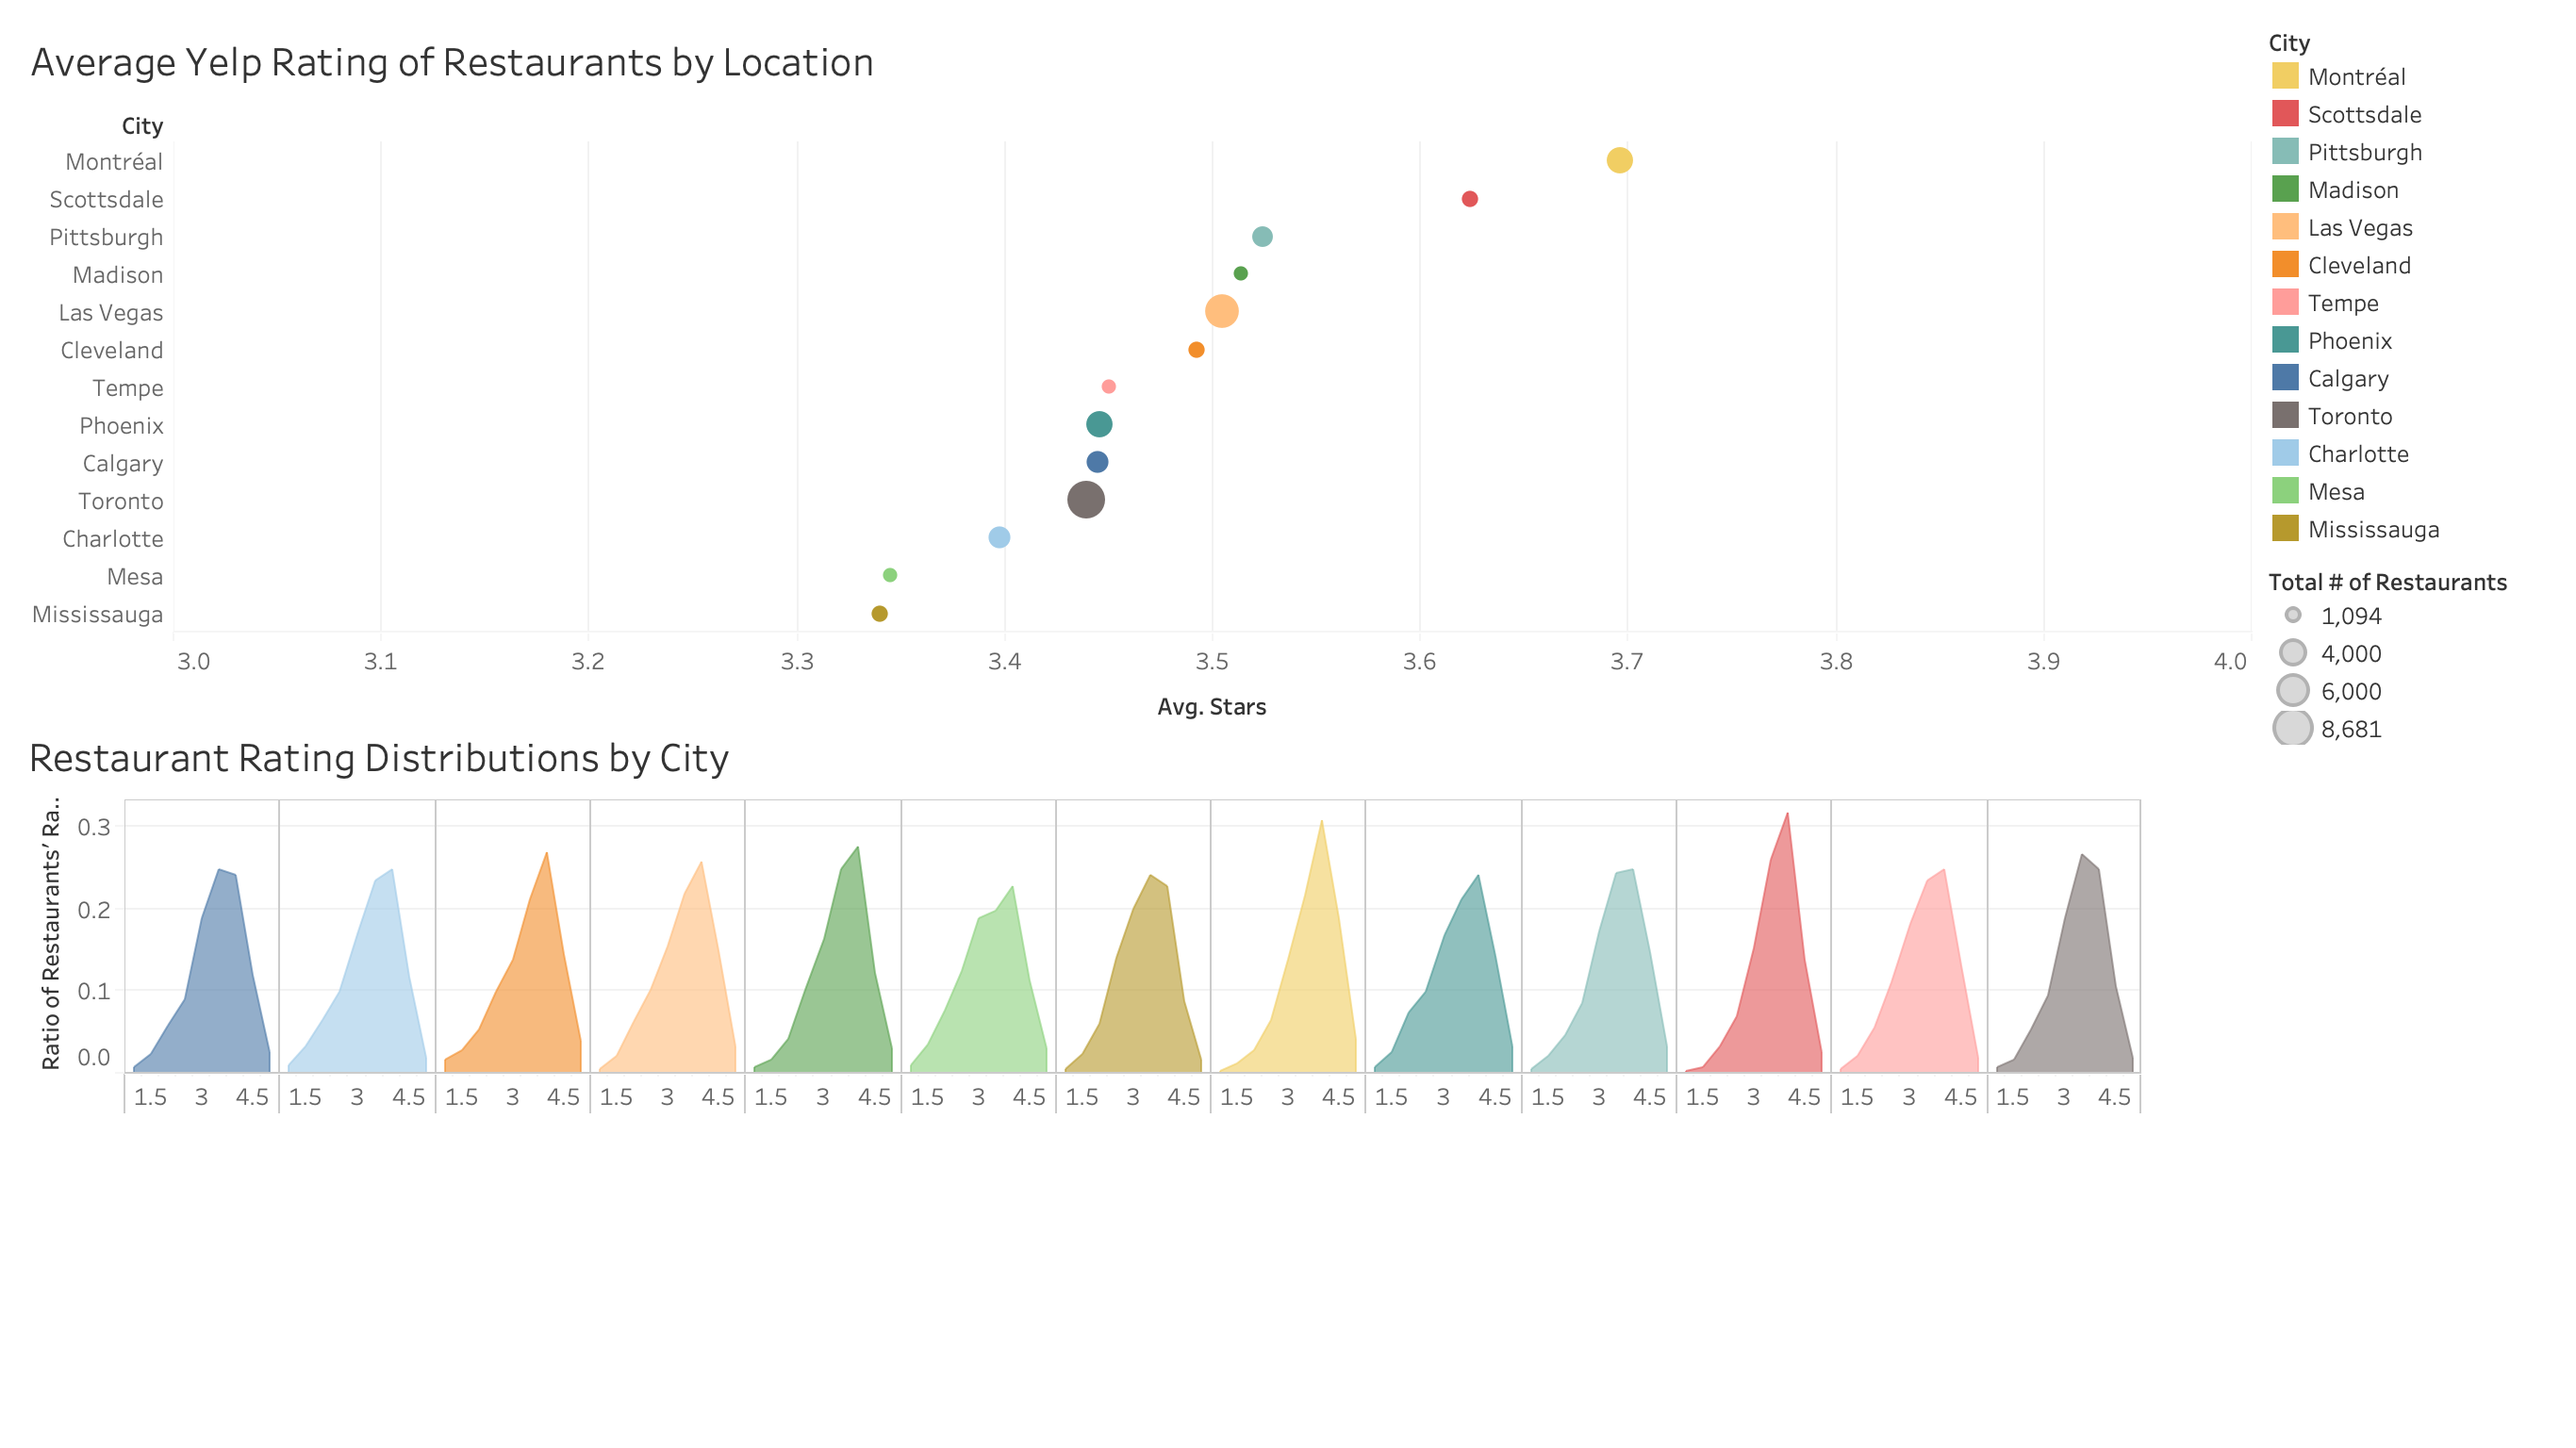 Average Yelp Rating of Restaurants by Location
City
Montréal
Scottsdale
Pittsburgh
Madison
Las Vegas
Cleveland
Tempe
Phoenix
Calgary
Toronto
Charlotte
Mesa
Mississauga
3.0 3.1 3.2 3.3 3.4 3.5 3.6 3.7 3.8 3.9 4.0
Avg. Stars
City
Montréal
Scottsdale
Pittsburgh
Madison
Las Vegas
Cleveland
Tempe
Phoenix
Calgary
Toronto
Charlotte
Mesa
Mississauga
Total # of Restaurants
1,094
4,000
6,000
8,681
Restaurant Rating Distributions by City
Ratio of Restaurants' Ra..
0.3
0.2
0.1
0.0
1.5 3 4.5 1.5 3 4.5 1.5 3 4.5 1.5 3 4.5 1.5 3 4.5 1.5 3 4.5 1.5 3 4.5 1.5 3 4.5 1.5 3 4.5 1.5 3 4.5 1.5 3 4.5 1.5 3 4.5 1.5 3 4.5